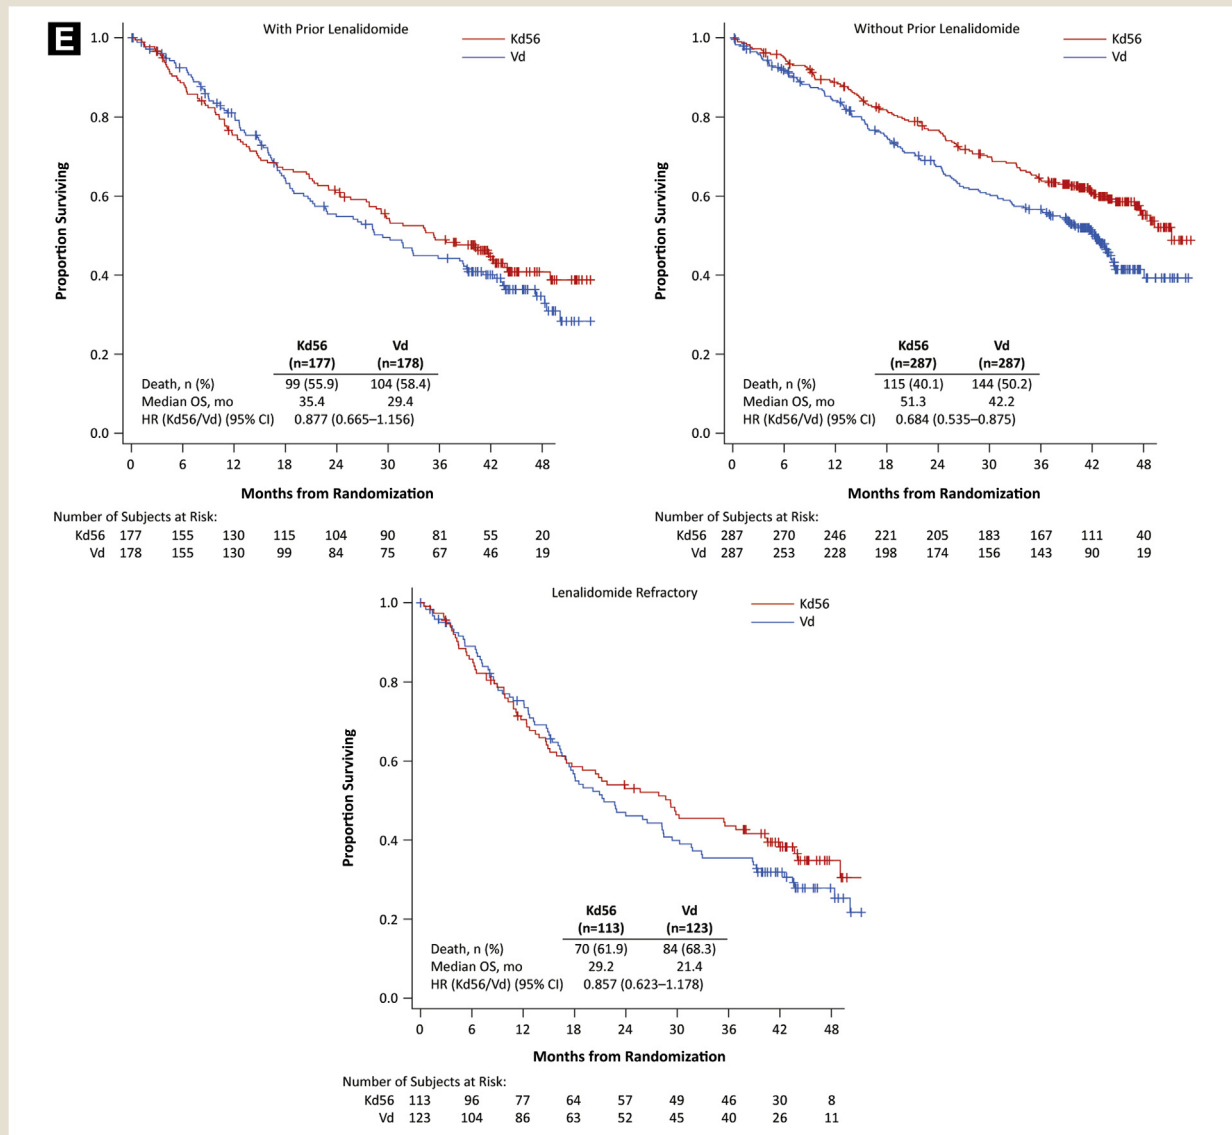 E
With Prior Lenalidomide
Kd56
Vd
1.0
0.8
0.6
0.4
0.2
0.0
Proportion Surviving
Kd56 Vd
(n=177) (n=178)
Death, n (%) 99 (55.9) 104 (58.4)
Median OS, mo 35.4 29.4
HR (Kd56/Vd) (95% CI) 0.877 (0.665–1.156)
0 6 12 18 24 30 36 42 48
Months from Randomization
Number of Subjects at Risk:
Kd56 177 155 130 115 104 90 81 55 20
Vd 178 155 130 99 84 75 67 46 19
Without Prior Lenalidomide
Kd56
Vd
1.0
0.8
0.6
0.4
0.2
0.0
Proportion Surviving
Kd56 Vd
(n=287) (n=287)
Death, n (%) 115 (40.1) 144 (50.2)
Median OS, mo 51.3 42.2
HR (Kd56/Vd) (95% CI) 0.684 (0.535–0.875)
0 6 12 18 24 30 36 42 48
Months from Randomization
Number of Subjects at Risk:
Kd56 287 270 246 221 205 183 167 111 40
Vd 287 253 228 198 174 156 143 90 19
Lenalidomide Refractory
Kd56
Vd
1.0
0.8
0.6
0.4
0.2
0.0
Proportion Surviving
Kd56 Vd
(n=113) (n=123)
Death, n (%) 70 (61.9) 84 (68.3)
Median OS, mo 29.2 21.4
HR (Kd56/Vd) (95% CI) 0.857 (0.623–1.178)
0 6 12 18 24 30 36 42 48
Months from Randomization
Number of Subjects at Risk:
Kd56 113 96 77 64 57 49 46 30 8
Vd 123 104 86 63 52 45 40 26 11